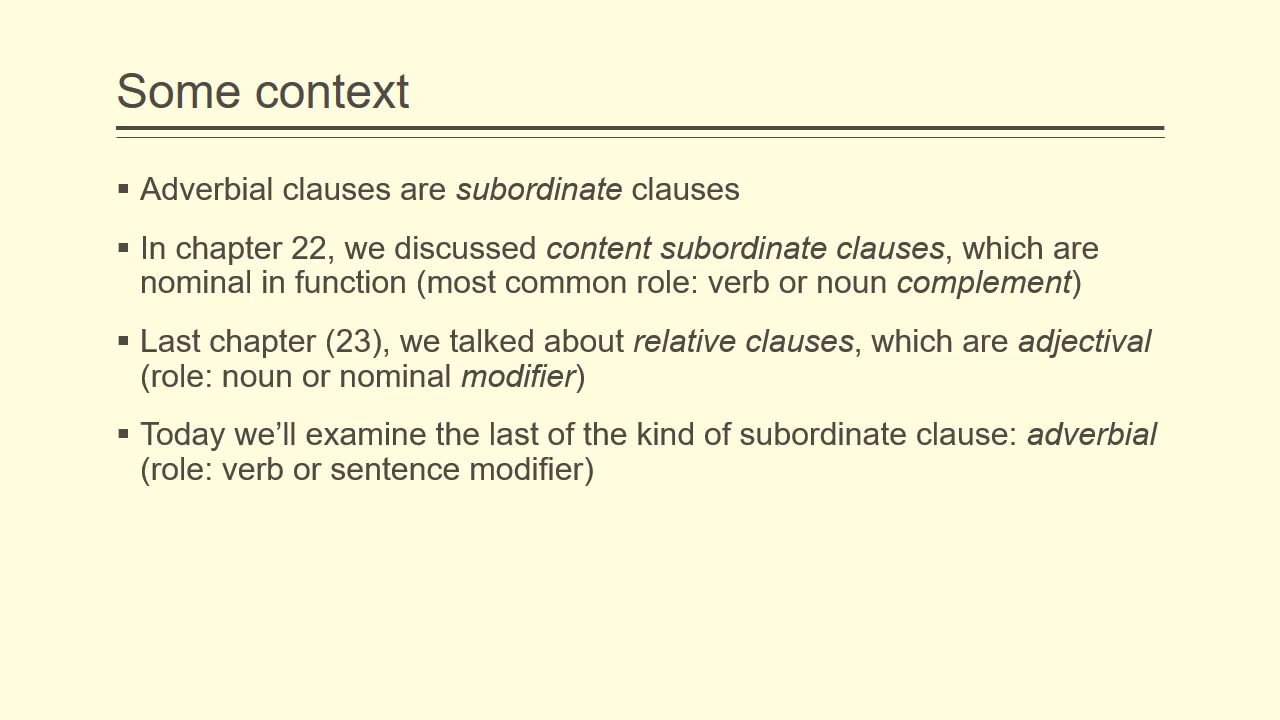 Some context
▪ Adverbial clauses are subordinate clauses
▪ In chapter 22, we discussed content subordinate clauses, which are
nominal in function (most common role: verb or noun complement)
▪ Last chapter (23), we talked about relative clauses, which are adjectival
(role: noun or nominal modifier)
▪ Today we’ll examine the last of the kind of subordinate clause: adverbial
(role: verb or sentence modifier)